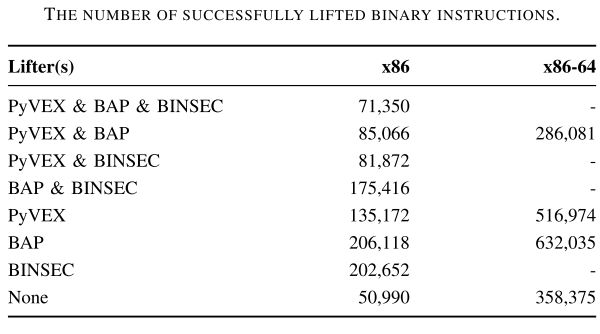 THE NUMBER OF SUCCESSFULLY LIFTED BINARY INSTRUCTIONS.
Lifter(s) x86 x86-64
PyVEX & BAP & BINSEC 71,350 -
PyVEX & BAP 85,066 286,081
PyVEX & BINSEC 81,872 -
BAP & BINSEC 175,416 -
PyVEX 135,172 516,974
BAP 206,118 632,035
BINSEC 202,652 -
None 50,990 358,375